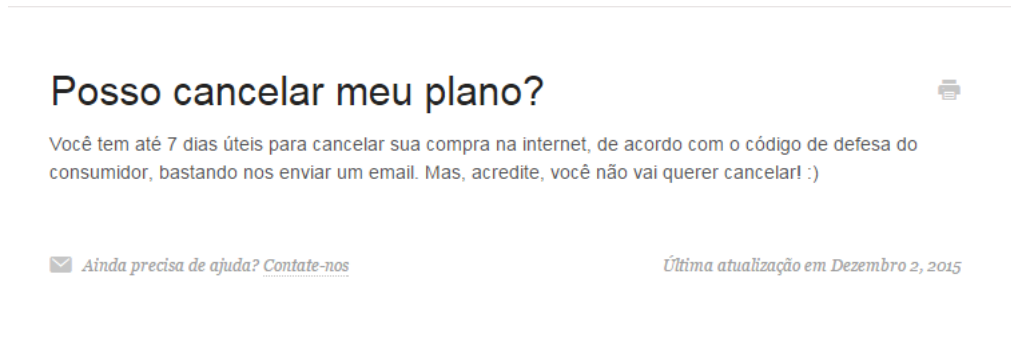 Posso cancelar meu plano?
Você tem até 7 dias úteis para cancelar sua compra na internet, de acordo com o código de defesa do
consumidor, bastando nos enviar um email. Mas, acredite, você não vai querer cancelar! :)
Ainda precisa de ajuda? Contate-nos
Última atualização em Dezembro 2, 2015